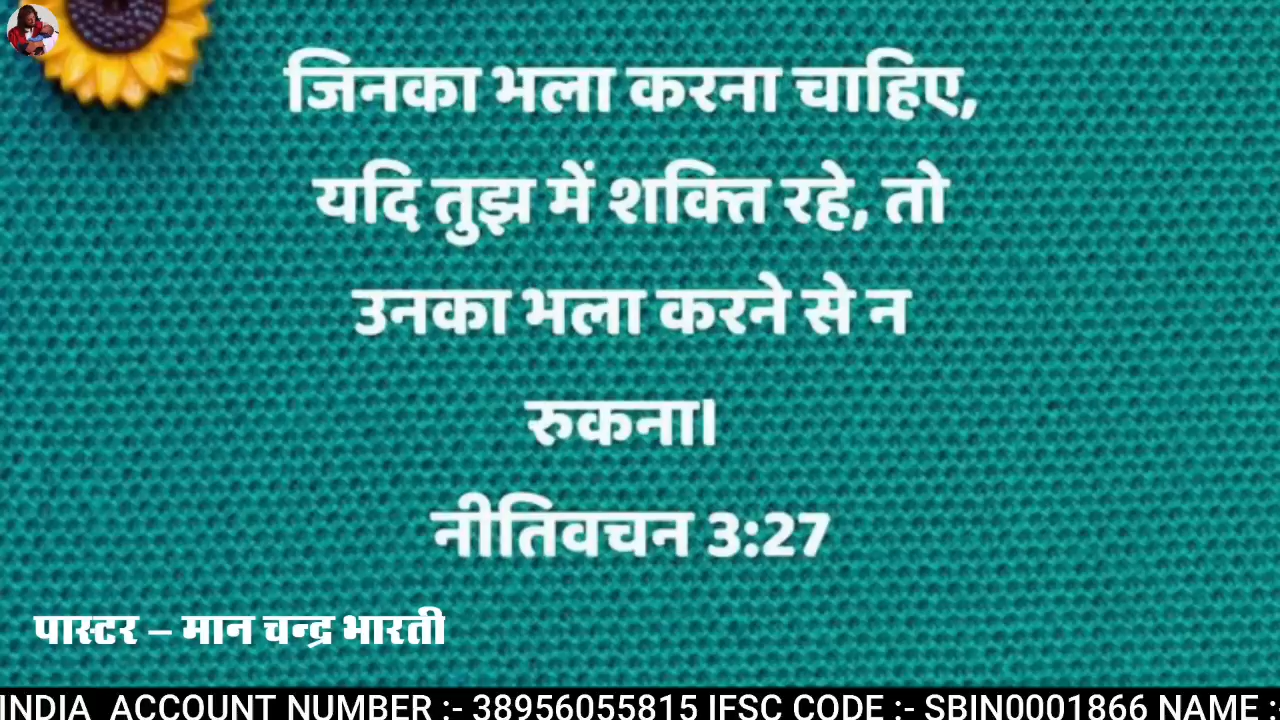 जिनका भला करना चाहिए,
यदि तुझ में शक्ति रहे, तो
उनका भला करने से न
रुकना।
नीतिवचन 3:27
पास्टर – मान चन्द्र भारती
INDIA ACCOUNT NUMBER :- 38956055815 IFSC CODE :- SBIN0001866 NAME :